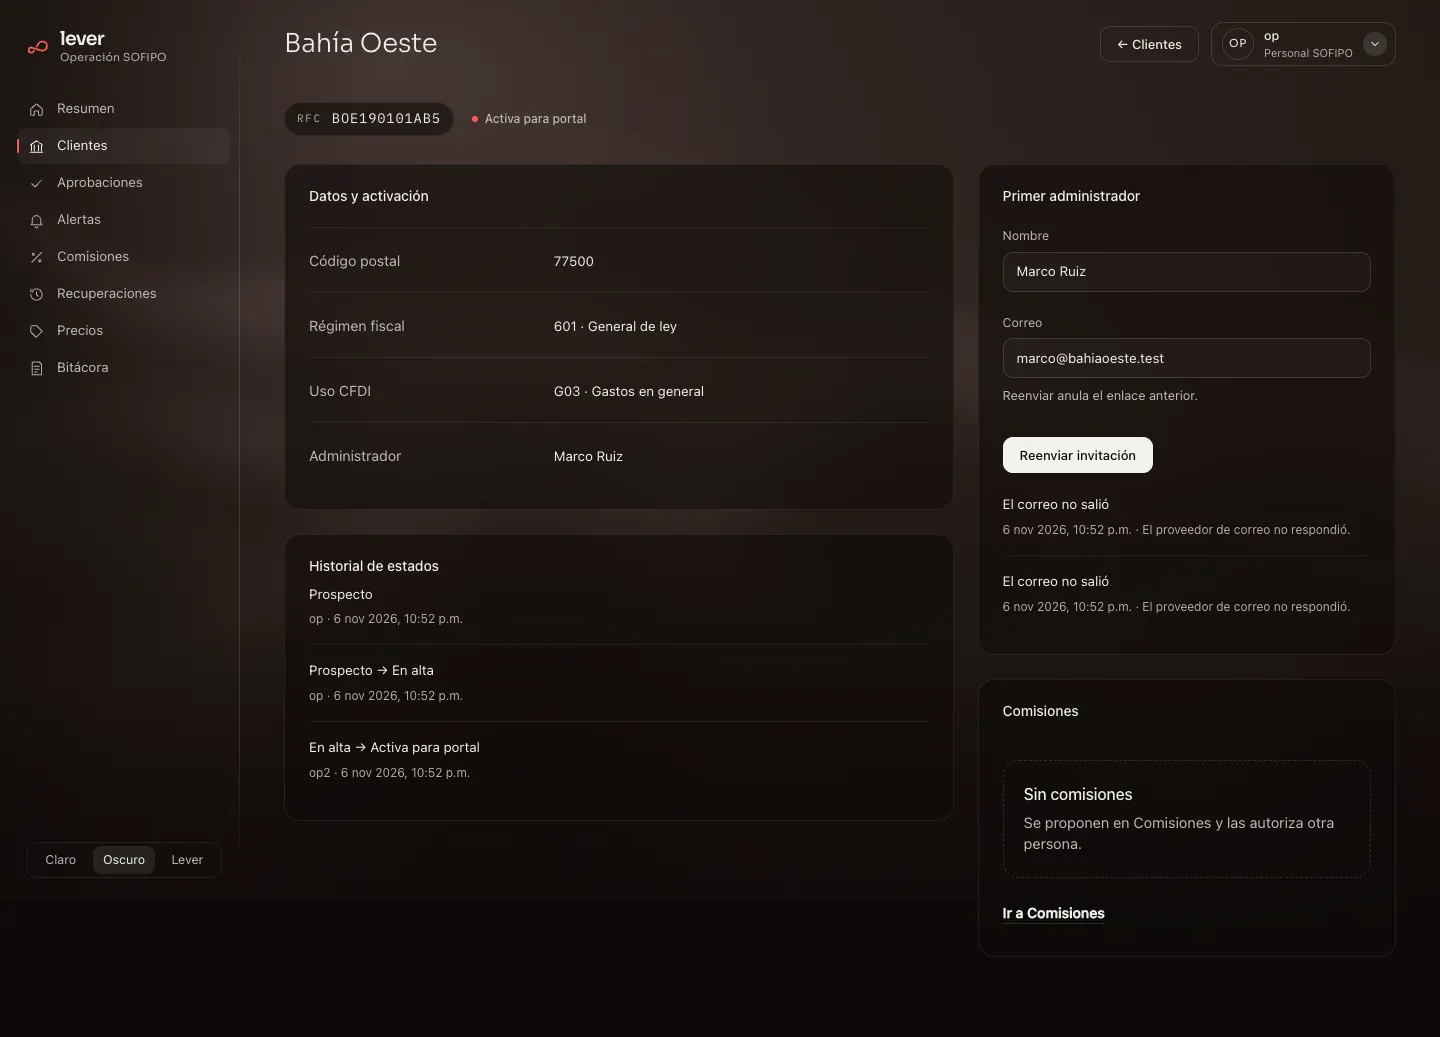 lever
Operación SOFIPO
Resumen
Clientes
Aprobaciones
Alertas
Comisiones
Recuperaciones
Precios
Bitácora
Claro
Oscuro
Lever
Bahía Oeste
← Clientes
OP
op
Personal SOFIPO
RFC BOE190101AB5
Activa para portal
Datos y activación
Código postal 77500
Régimen fiscal 601 · General de ley
Uso CFDI G03 · Gastos en general
Administrador Marco Ruiz
Historial de estados
Prospecto
op · 6 nov 2026, 10:52 p.m.
Prospecto → En alta
op · 6 nov 2026, 10:52 p.m.
En alta → Activa para portal
op2 · 6 nov 2026, 10:52 p.m.
Primer administrador
Nombre
Marco Ruiz
Correo
marco@bahiaoeste.test
Reenviar anula el enlace anterior.
Reenviar invitación
El correo no salió
6 nov 2026, 10:52 p.m. · El proveedor de correo no respondió.
El correo no salió
6 nov 2026, 10:52 p.m. · El proveedor de correo no respondió.
Comisiones
Sin comisiones
Se proponen en Comisiones y las autoriza otra
persona.
Ir a Comisiones